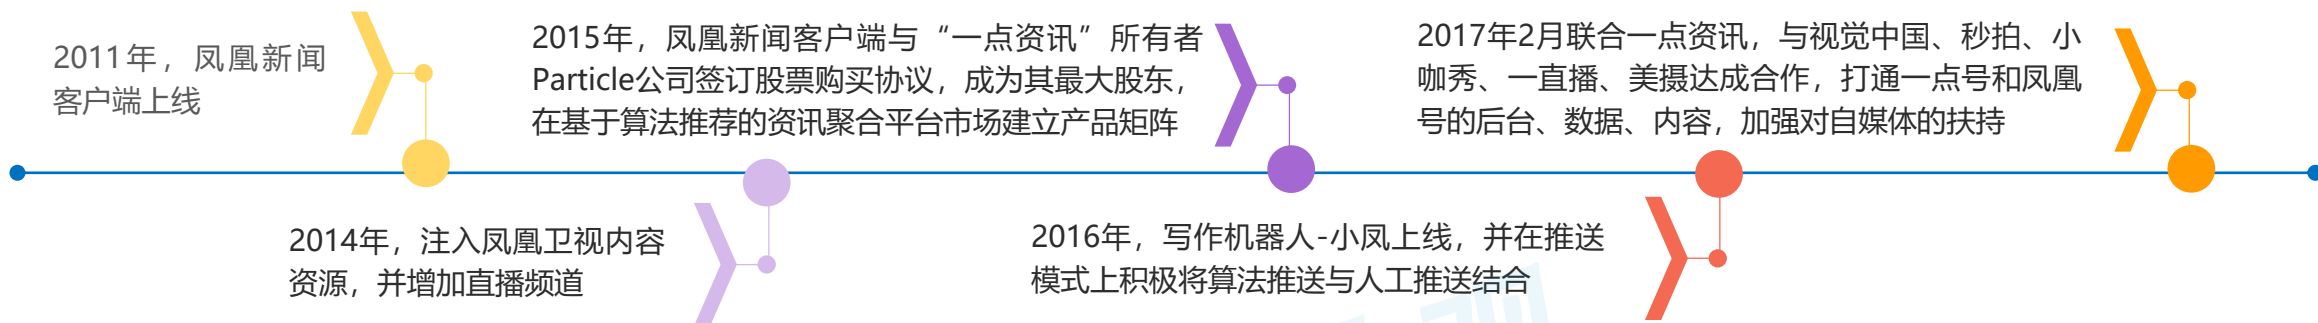 2011年，凤凰新闻
客户端上线
2014年，注入凤凰卫视内容
资源，并增加直播频道
2015年，凤凰新闻客户端与“一点资讯”所有者
Particle公司签订股票购买协议，成为其最大股东，
在基于算法推荐的资讯聚合平台市场建立产品矩阵
2016年，写作机器人-小凤上线，并在推送
模式上积极将算法推送与人工推送结合
2017年2月联合一点资讯，与视觉中国、秒拍、小
咖秀、一直播、美摄达成合作，打通一点号和凤凰
号的后台、数据、内容，加强对自媒体的扶持